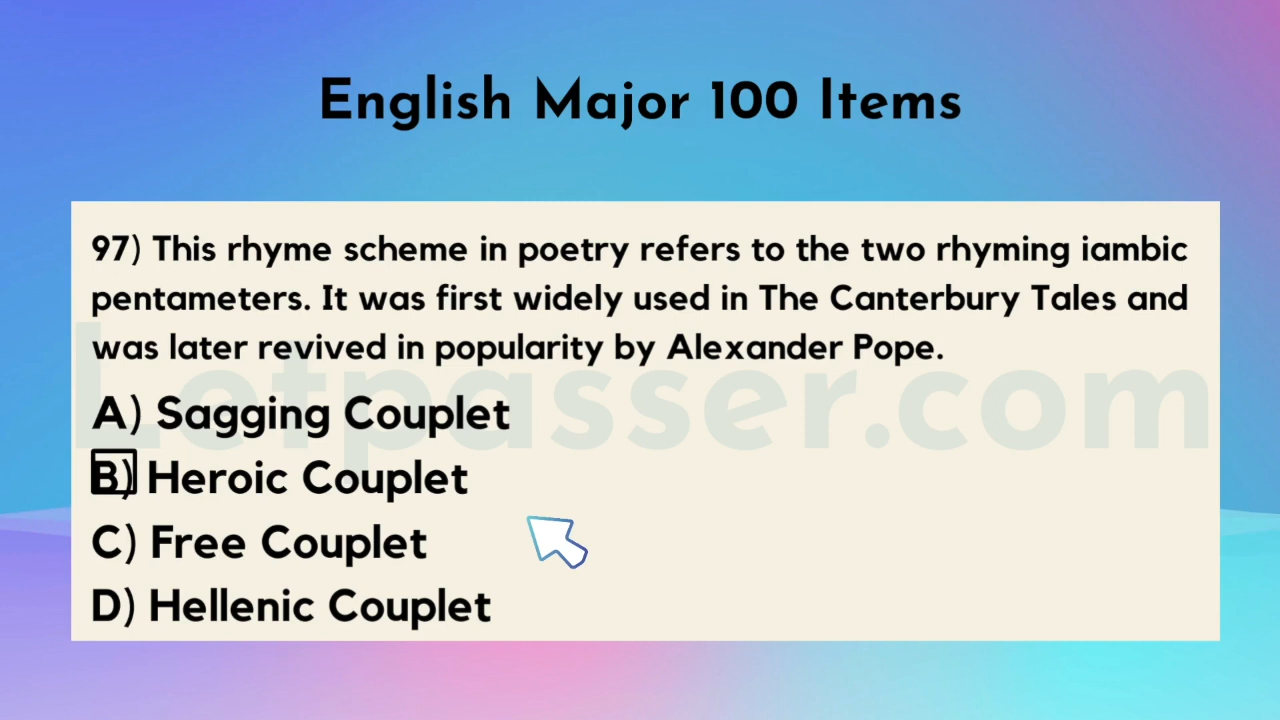 English Major 100 Items
97) This rhyme scheme in poetry refers to the two rhyming iambic
pentameters. It was first widely used in The Canterbury Tales and
was later revived in popularity by Alexander Pope.
Letpasser.com
A) Sagging Couplet
B) Heroic Couplet
C) Free Couplet
D) Hellenic Couplet